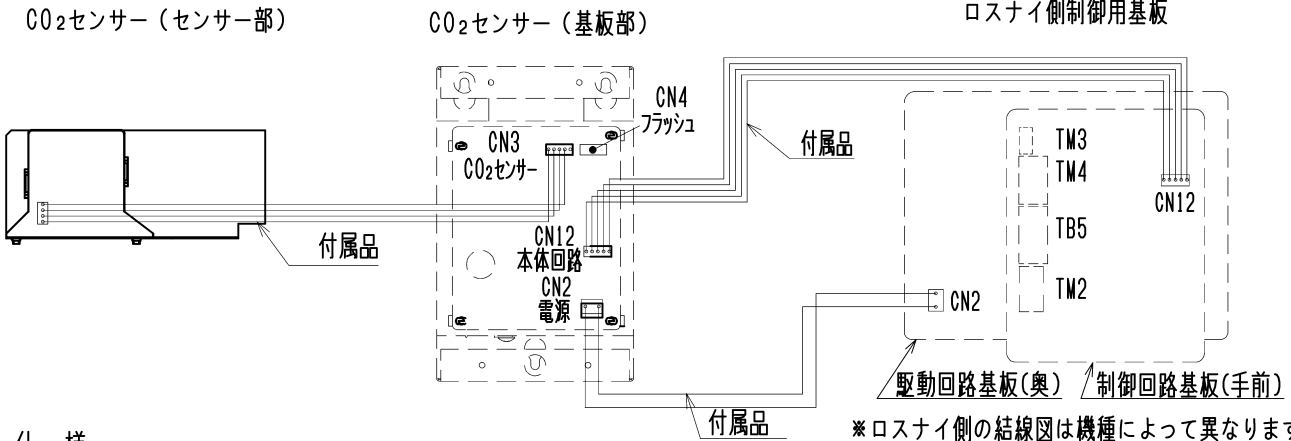 CO₂センサー（センサー部）
CO₂センサー（基板部）
ロスナイ側制御用基板
CN4
フラッシュ
CN3
CO₂センサー
付属品
TM3
TM4
CN12
TB5
付属品
CN12
本体回路
CN2
電源
CN2
TM2
駆動回路基板(奥)
制御回路基板(手前)
付属品
※ロスナイ側の結線図は機種によって異なります